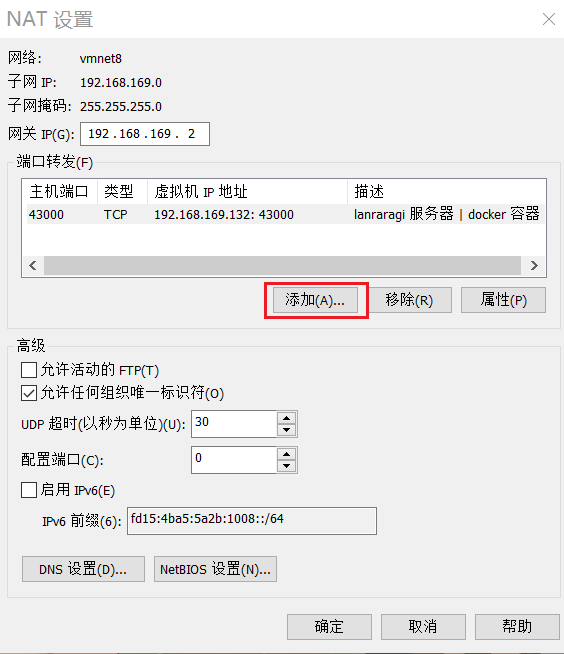 NAT 设置
网络: vmnet8
子网 IP: 192.168.169.0
子网掩码: 255.255.255.0
网关 IP(G): 192 . 168 . 169 . 2
端口转发(F)
主机端口 类型 虚拟机 IP 地址 描述
43000 TCP 192.168.169.132: 43000 lanraragi 服务器 | docker 容器
添加(A)... 移除(R) 属性(P)
高级
允许活动的 FTP(T)
允许任何组织唯一标识符(O)
UDP 超时(以秒为单位)(U): 30
配置端口(C): 0
启用 IPv6(E)
IPv6 前缀(6): fd15:4ba5:5a2b:1008::/64
DNS 设置(D)... NetBIOS 设置(N)...
确定 取消 帮助